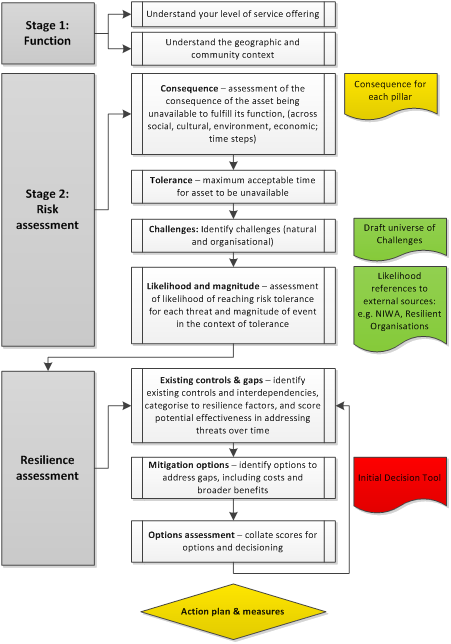 Stage 1:
Function
Understand your level of service offering
Understand the geographic and
community context
Stage 2:
Risk
assessment
Consequence – assessment of the
consequence of the asset being
unavailable to fulfill its function, (across
social, cultural, environment, economic;
time steps)
Consequence for
each pillar
Tolerance – maximum acceptable time
for asset to be unavailable
Challenges: Identify challenges (natural
and organisational)
Draft universe of
Challenges
Likelihood and magnitude – assessment
of likelihood of reaching risk tolerance
for each threat and magnitude of event
in the context of tolerance
Likelihood
references to
external sources:
e.g. NIWA, Resilient
Organisations
Resilience
assessment
Existing controls & gaps – identify
existing controls and interdependencies,
categorise to resilience factors, and score
potential effectiveness in addressing
threats over time
Mitigation options – identify options to
address gaps, including costs and
broader benefits
Initial Decision Tool
Options assessment – collate scores for
options and decisioning
Action plan & measures